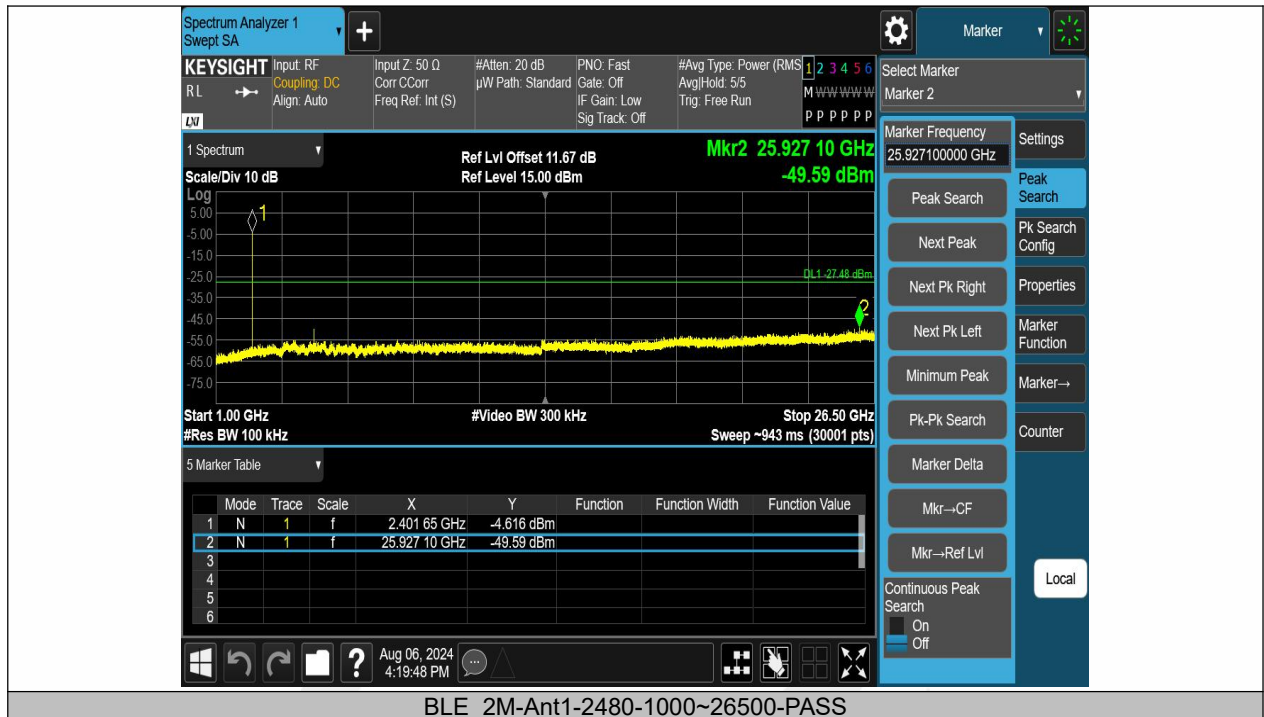 Spectrum Analyzer 1
Swept SA
+
Marker
KEYSIGHT Input: RF Input Z: 50 Ω #Atten: 20 dB PNO: Fast #Avg Type: Power (RMS 1 2 3 4 5 6
RL Coupling: DC Corr CCorr µW Path: Standard Gate: Off Avg|Hold: 5/5 M W W W W W
Align: Auto Freq Ref: Int (S) IF Gain: Low Trig: Free Run
LXI Sig Track: Off P P P P P P
Select Marker
Marker 2
1 Spectrum Ref Lvl Offset 11.67 dB Mkr2 25.927 10 GHz
Scale/Div 10 dB Ref Level 15.00 dBm -49.59 dBm
Log
5.00 1
-5.00
-15.0
-25.0 DL1 -27.48 dBm
-35.0 2
-45.0
-55.0
-65.0
-75.0
Start 1.00 GHz #Video BW 300 kHz Stop 26.50 GHz
#Res BW 100 kHz Sweep ~943 ms (30001 pts)
5 Marker Table
Mode Trace Scale X Y Function Function Width Function Value
1 N 1 f 2.401 65 GHz -4.616 dBm
2 N 1 f 25.927 10 GHz -49.59 dBm
3
4
5
6
Marker Frequency
25.927100000 GHz
Peak Search
Next Peak
Next Pk Right
Next Pk Left
Minimum Peak
Pk-Pk Search
Marker Delta
Mkr→CF
Mkr→Ref Lvl
Continuous Peak
Search
On
Off
Settings
Peak
Search
Pk Search
Config
Properties
Marker
Function
Marker→
Counter
Local
? Aug 06, 2024
4:19:48 PM
BLE_2M-Ant1-2480-1000~26500-PASS